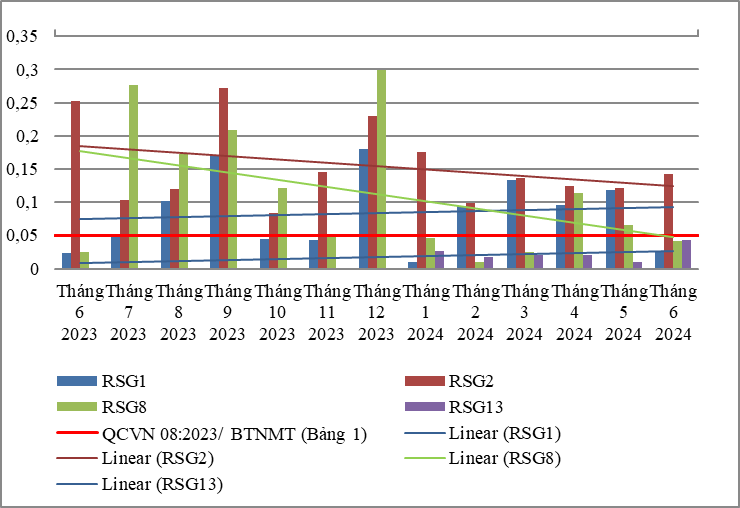 0,35
0,3
0,25
0,2
0,15
0,1
0,05
0
Tháng Tháng Tháng Tháng Tháng Tháng Tháng Tháng Tháng Tháng Tháng Tháng Tháng
6 7 8 9 10 11 12 1 2 3 4 5 6
2023 2023 2023 2023 2023 2023 2023 2024 2024 2024 2024 2024 2024
RSG1 RSG2
RSG8 RSG13
QCVN 08:2023/ BTNMT (Bảng 1) Linear (RSG1)
Linear (RSG2) Linear (RSG8)
Linear (RSG13)